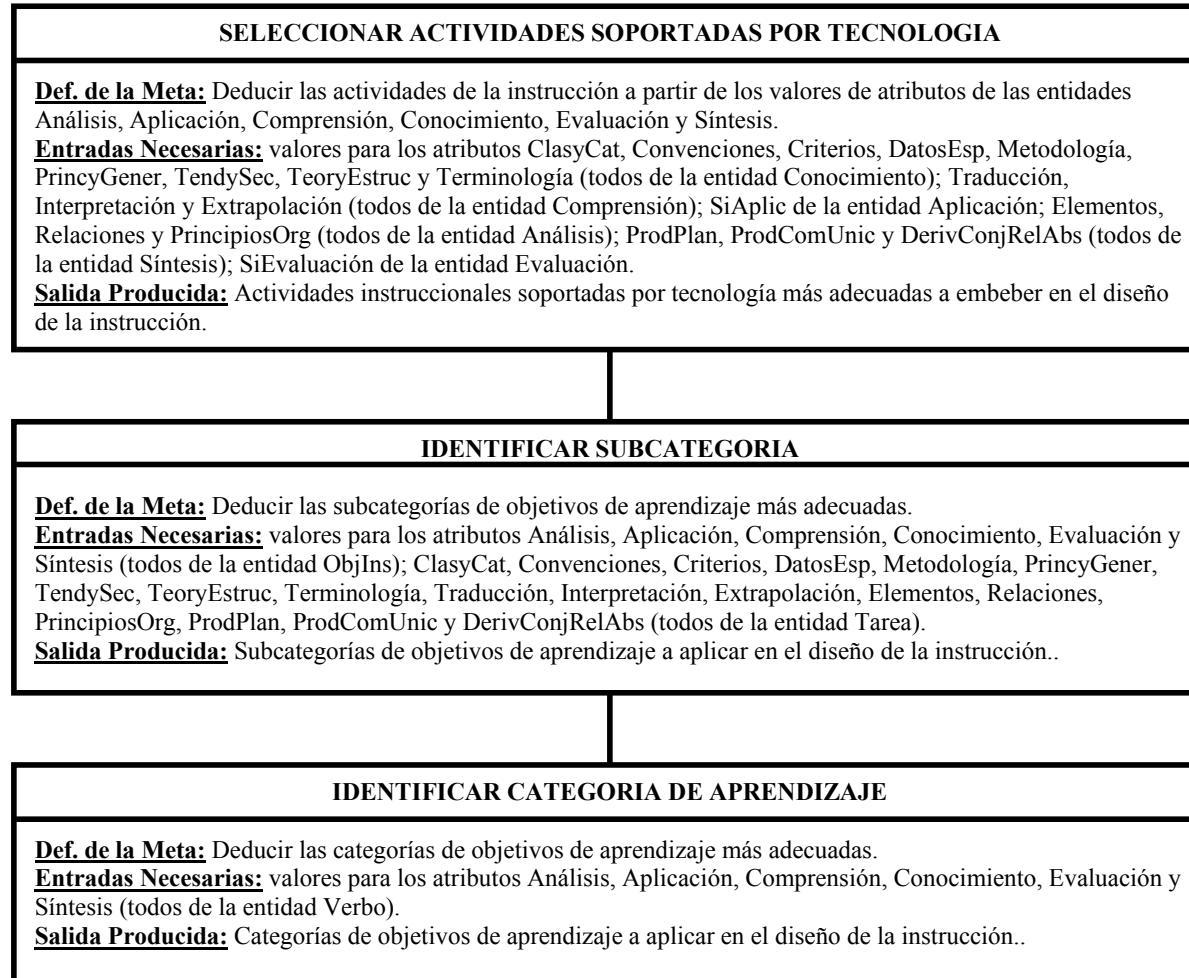 SELECCIONAR ACTIVIDADES SOPORTADAS POR TECNOLOGIA
Def. de la Meta: Deducir las actividades de la instrucción a partir de los valores de atributos de las entidades
Análisis, Aplicación, Comprensión, Conocimiento, Evaluación y Síntesis.
Entradas Necesarias: valores para los atributos ClasyCat, Convenciones, Criterios, DatosEsp, Metodología,
PrincyGener, TendySec, TeoryEstruc y Terminología (todos de la entidad Conocimiento); Traducción,
Interpretación y Extrapolación (todos de la entidad Comprensión); SiAplic de la entidad Aplicación; Elementos,
Relaciones y PrincipiosOrg (todos de la entidad Análisis); ProdPlan, ProdComUnic y DerivConjRelAbs (todos de
la entidad Síntesis); SiEvaluación de la entidad Evaluación.
Salida Producida: Actividades instruccionales soportadas por tecnología más adecuadas a embeber en el diseño
de la instrucción.
IDENTIFICAR SUBCATEGORIA
Def. de la Meta: Deducir las subcategorías de objetivos de aprendizaje más adecuadas.
Entradas Necesarias: valores para los atributos Análisis, Aplicación, Comprensión, Conocimiento, Evaluación y
Síntesis (todos de la entidad ObjIns); ClasyCat, Convenciones, Criterios, DatosEsp, Metodología, PrincyGener,
TendySec, TeoryEstruc, Terminología, Traducción, Interpretación, Extrapolación, Elementos, Relaciones,
PrincipiosOrg, ProdPlan, ProdComUnic y DerivConjRelAbs (todos de la entidad Tarea).
Salida Producida: Subcategorías de objetivos de aprendizaje a aplicar en el diseño de la instrucción..
IDENTIFICAR CATEGORIA DE APRENDIZAJE
Def. de la Meta: Deducir las categorías de objetivos de aprendizaje más adecuadas.
Entradas Necesarias: valores para los atributos Análisis, Aplicación, Comprensión, Conocimiento, Evaluación y
Síntesis (todos de la entidad Verbo).
Salida Producida: Categorías de objetivos de aprendizaje a aplicar en el diseño de la instrucción..